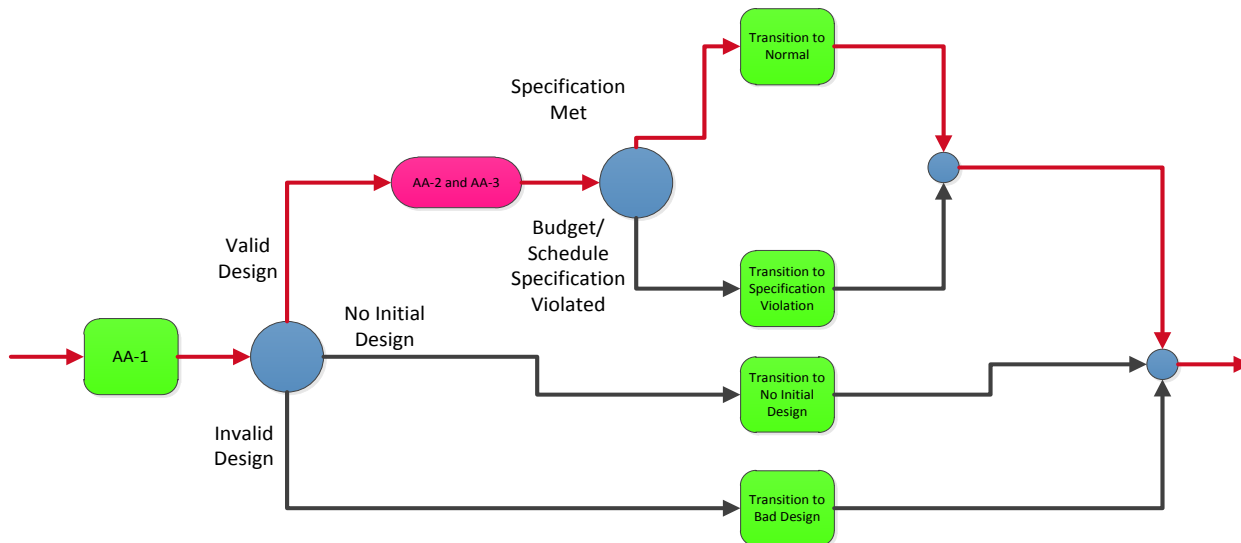 Transition to
Normal
Specification
Met
AA-2 and AA-3
Budget/
Schedule
Specification
Violated
Valid
Design
Transition to
Specification
Violation
No Initial
Design
AA-1
Transition to
No Initial
Design
Invalid
Design
Transition to
Bad Design